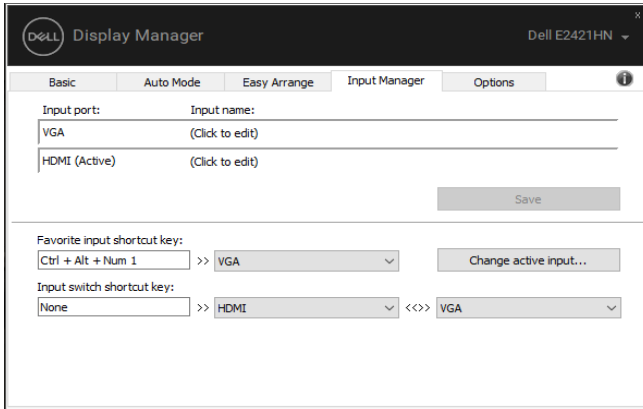 x
DELL Display Manager Dell E2421HN
Basic Auto Mode Easy Arrange Input Manager Options i
Input port: Input name:
VGA (Click to edit)
HDMI (Active) (Click to edit)
Save
Favorite input shortcut key:
Ctrl + Alt + Num 1 >> VGA Change active input...
Input switch shortcut key:
None >> HDMI <<>> VGA